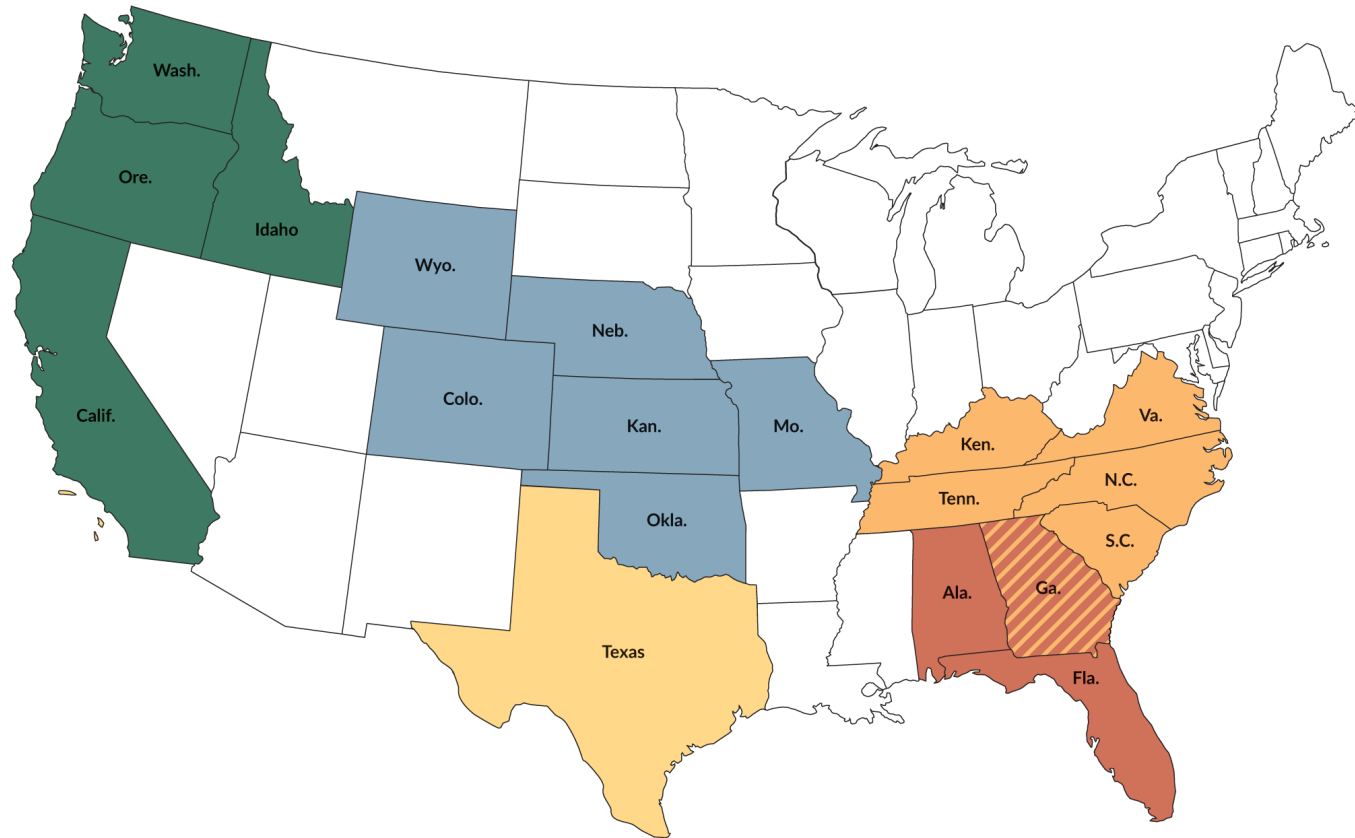 Wash.
Ore.
Idaho
Wyo.
Neb.
Colo.
Calif.
Kan.
Mo.
Va.
Ken.
N.C.
Tenn.
Okla.
S.C.
Ala.
Ga.
Texas
Fla.